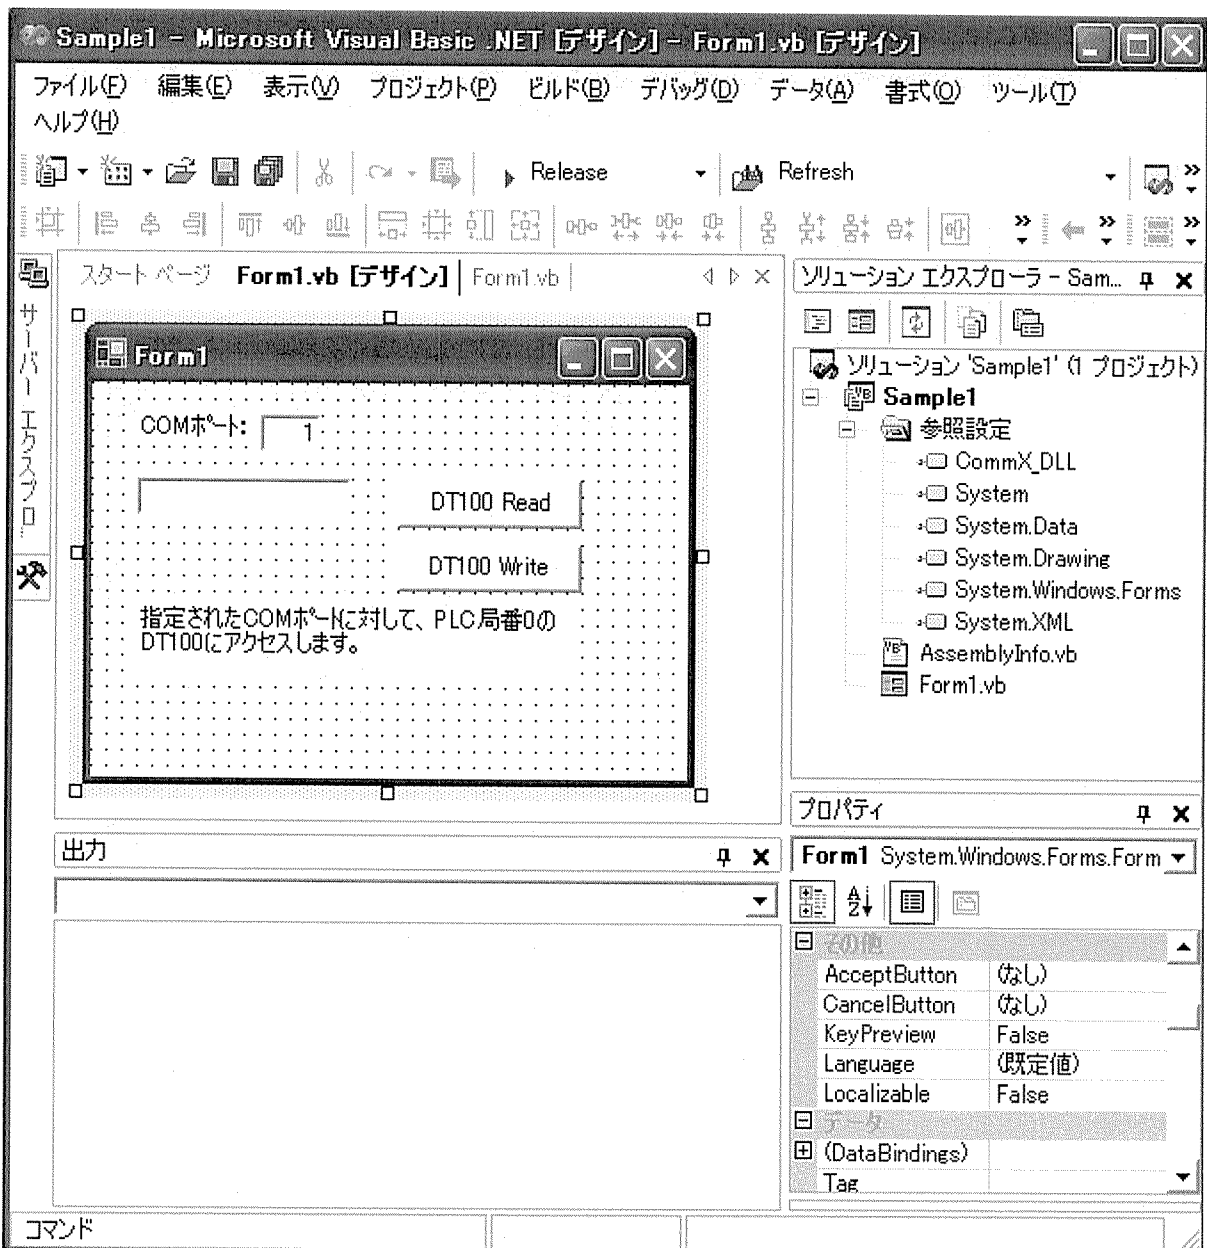 Sample1 - Microsoft Visual Basic .NET [デザイン] - Form1.vb [デザイン]
ファイル(F) 編集(E) 表示(V) プロジェクト(P) ビルド(B) デバッグ(D) データ(A) 書式(O) ツール(T)
ヘルプ(H)
Release Refresh
サーバー エクスプロ...
スタート ページ Form1.vb [デザイン] Form1.vb
Form1
COMポート: 1
DT100 Read
DT100 Write
指定されたCOMポートに対して、PLC局番0の
DT100にアクセスします。
出力
ソリューション エクスプローラ - Sam...
ソリューション 'Sample1' (1 プロジェクト)
Sample1
参照設定
CommX_DLL
System
System.Data
System.Drawing
System.Windows.Forms
System.XML
AssemblyInfo.vb
Form1.vb
プロパティ
Form1 System.Windows.Forms.Form
その他
AcceptButton (なし)
CancelButton (なし)
KeyPreview False
Language (既定値)
Localizable False
データ
(DataBindings)
Tag
コマンド